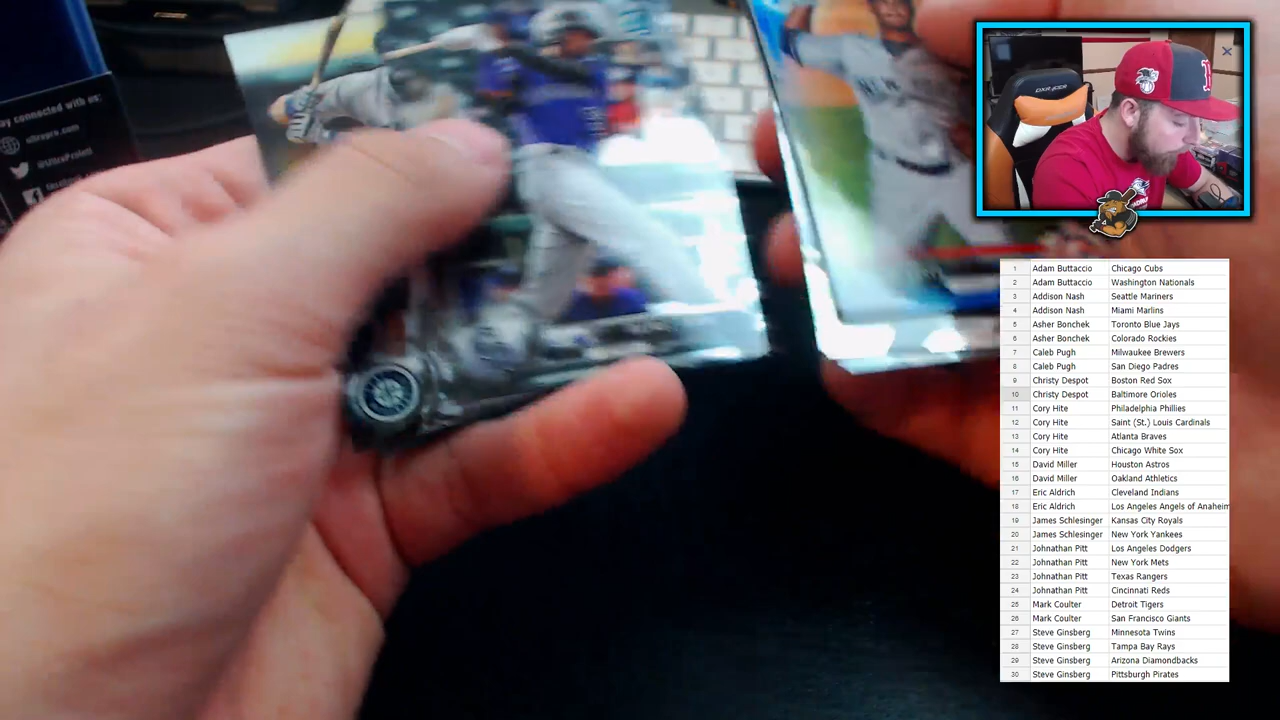 ay connected with us:
ultrapro.com
NEW
1 Adam Buttaccio Chicago Cubs
2 Adam Buttaccio Washington Nationals
3 Addison Nash Seattle Mariners
4 Addison Nash Miami Marlins
5 Asher Bonchek Toronto Blue Jays
6 Asher Bonchek Colorado Rockies
7 Caleb Pugh Milwaukee Brewers
8 Caleb Pugh San Diego Padres
9 Christy Despot Boston Red Sox
10 Christy Despot Baltimore Orioles
11 Cory Hite Philadelphia Phillies
12 Cory Hite Saint (St.) Louis Cardinals
13 Cory Hite Atlanta Braves
14 Cory Hite Chicago White Sox
15 David Miller Houston Astros
16 David Miller Oakland Athletics
17 Eric Aldrich Cleveland Indians
18 Eric Aldrich Los Angeles Angels of Anaheim
19 James Schlesinger Kansas City Royals
20 James Schlesinger New York Yankees
21 Johnathan Pitt Los Angeles Dodgers
22 Johnathan Pitt New York Mets
23 Johnathan Pitt Texas Rangers
24 Johnathan Pitt Cincinnati Reds
25 Mark Coulter Detroit Tigers
26 Mark Coulter San Francisco Giants
27 Steve Ginsberg Minnesota Twins
28 Steve Ginsberg Tampa Bay Rays
29 Steve Ginsberg Arizona Diamondbacks
30 Steve Ginsberg Pittsburgh Pirates